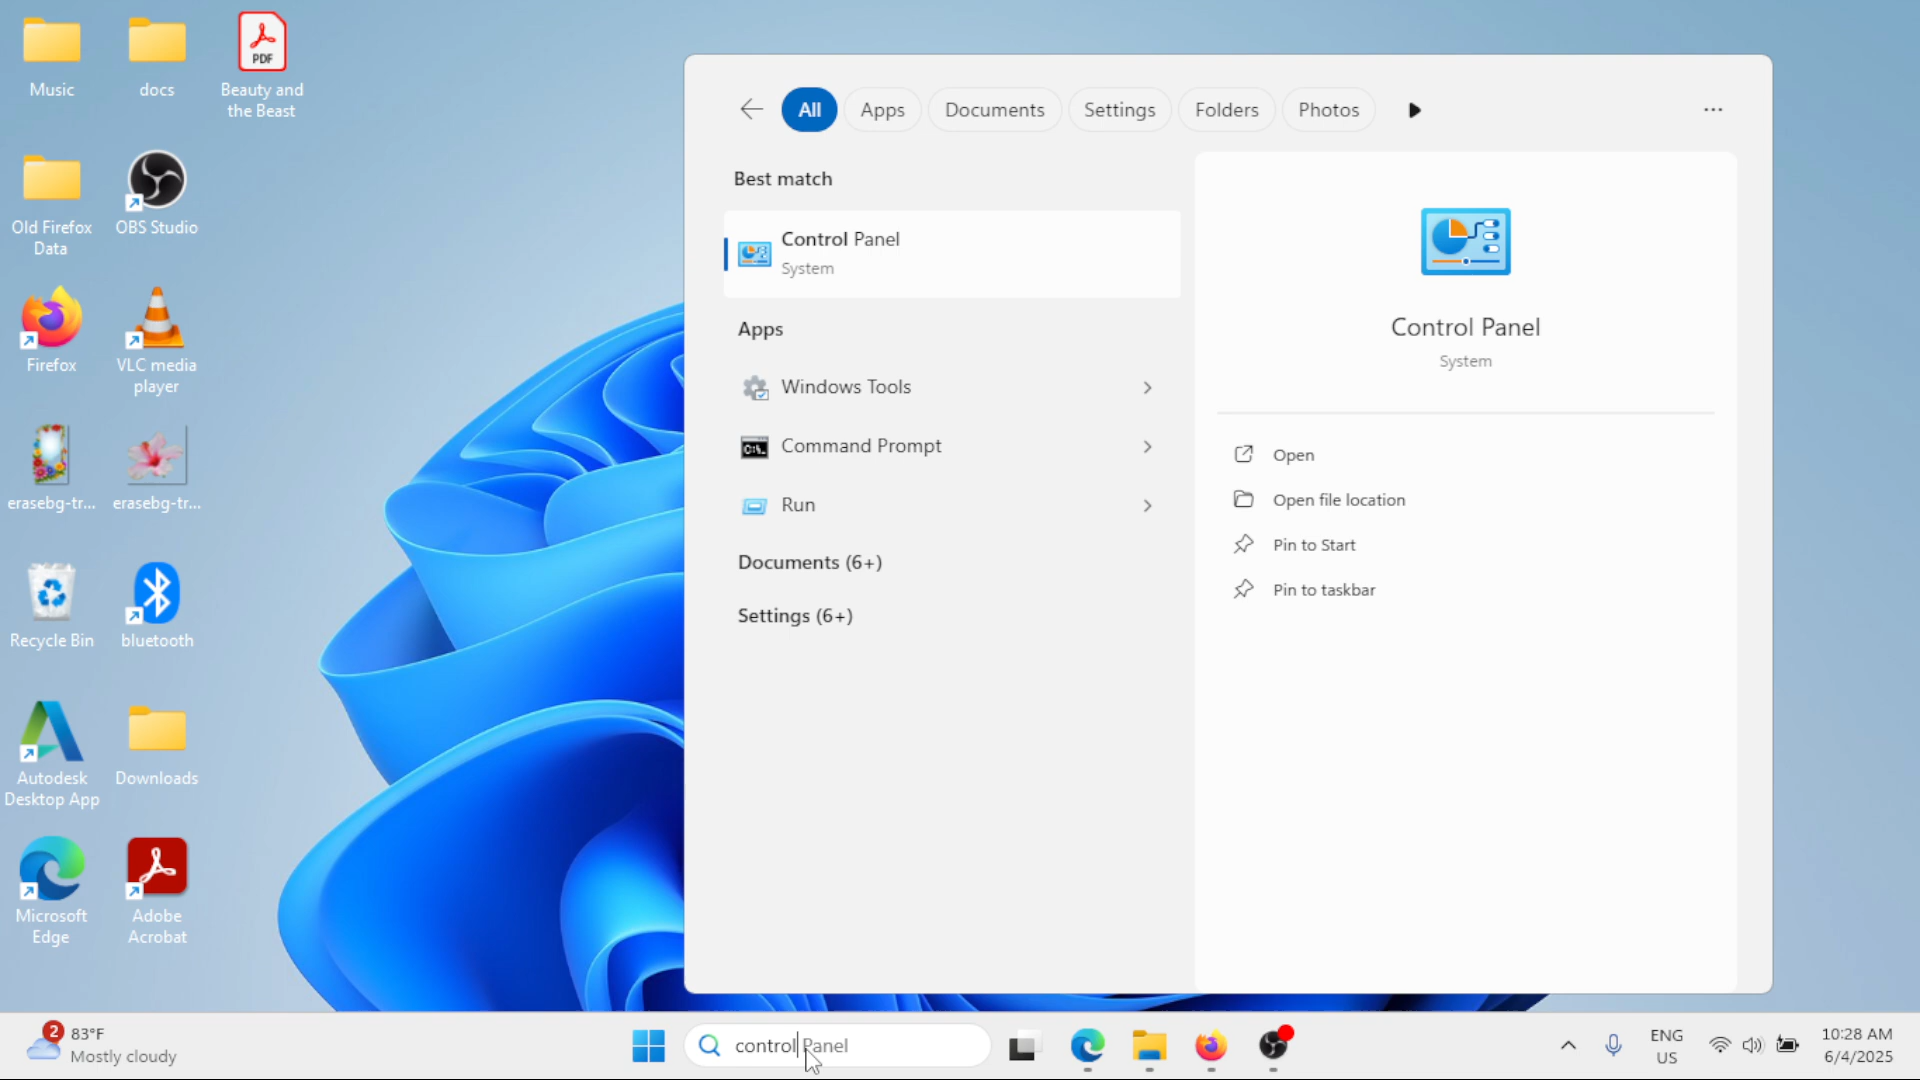 Music
docs
PDF
Beauty and
the Beast
Old Firefox
Data
OBS Studio
Firefox
VLC media
player
erasebg-tr...
erasebg-tr...
Recycle Bin
bluetooth
Autodesk
Desktop App
Downloads
Microsoft
Edge
Adobe
Acrobat
All
Apps
Documents
Settings
Folders
Photos
Best match
Control Panel
System
Apps
Windows Tools
C:\_
Command Prompt
Run
Documents (6+)
Settings (6+)
Control Panel
System
Open
Open file location
Pin to Start
Pin to taskbar
2
83°F
Mostly cloudy
control Panel
ENG
US
10:28 AM
6/4/2025